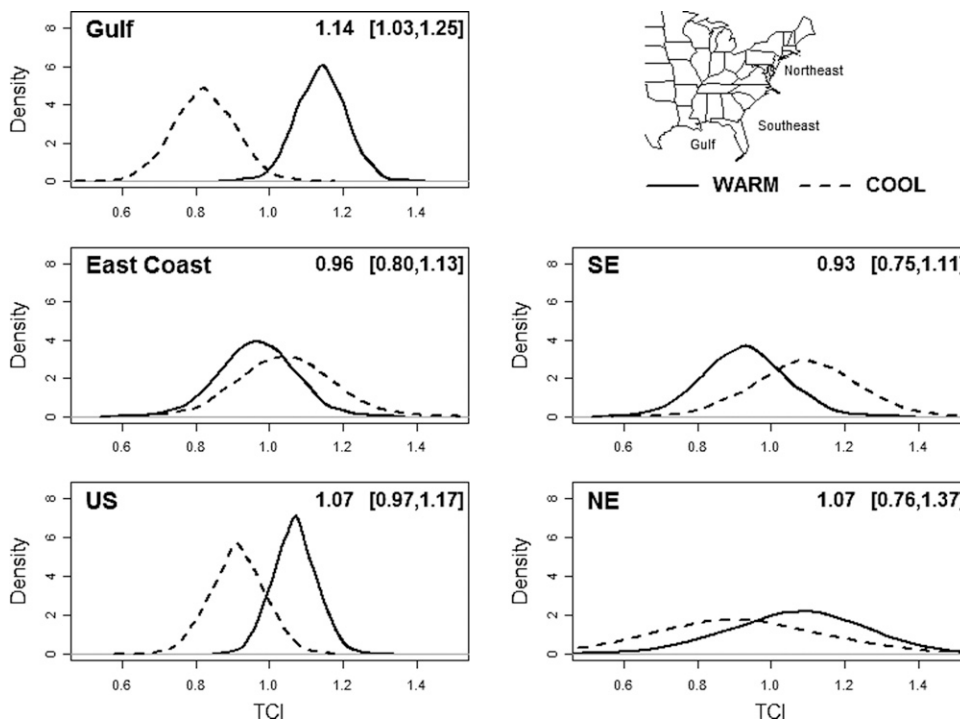 Gulf 1.14 [1.03,1.25]
Density
0 2 4 6 8
0.6 0.8 1.0 1.2 1.4
Northeast
Southeast
Gulf
WARM COOL
East Coast 0.96 [0.80,1.13]
Density
0 2 4 6 8
0.6 0.8 1.0 1.2 1.4
SE 0.93 [0.75,1.11]
Density
0 2 4 6 8
0.6 0.8 1.0 1.2 1.4
US 1.07 [0.97,1.17]
Density
0 2 4 6 8
0.6 0.8 1.0 1.2 1.4
TCI
NE 1.07 [0.76,1.37]
Density
0 2 4 6 8
0.6 0.8 1.0 1.2 1.4
TCI